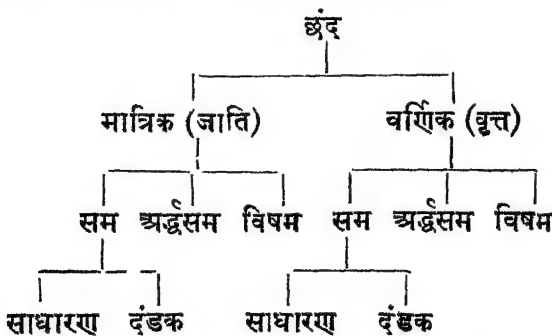 छंद
मात्रिक (जाति) वर्णिक (वृत्त)
सम अर्द्धसम विषम सम अर्द्धसम विषम
साधारण दंडक साधारण दंडक